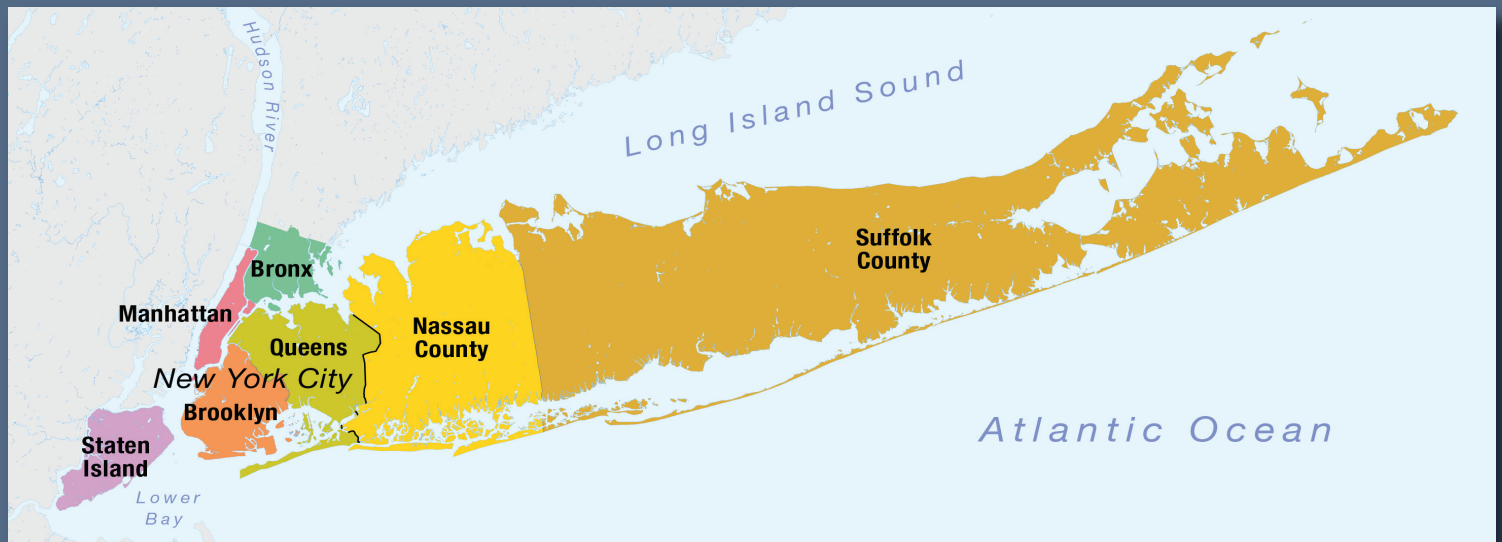 Hudson River
Long Island Sound
Suffolk
County
Bronx
Manhattan
Nassau
County
Queens
New York City
Brooklyn
Atlantic Ocean
Staten
Island
Lower
Bay